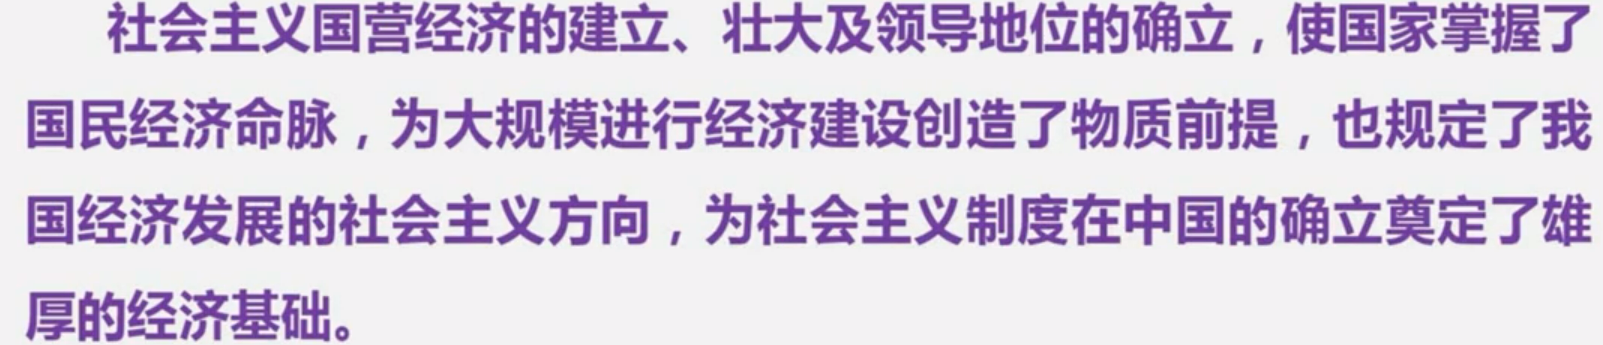 社会主义国营经济的建立、壮大及领导地位的确立，使国家掌握了
国民经济命脉，为大规模进行经济建设创造了物质前提，也规定了我
国经济发展的社会主义方向，为社会主义制度在中国的确立奠定了雄
厚的经济基础。